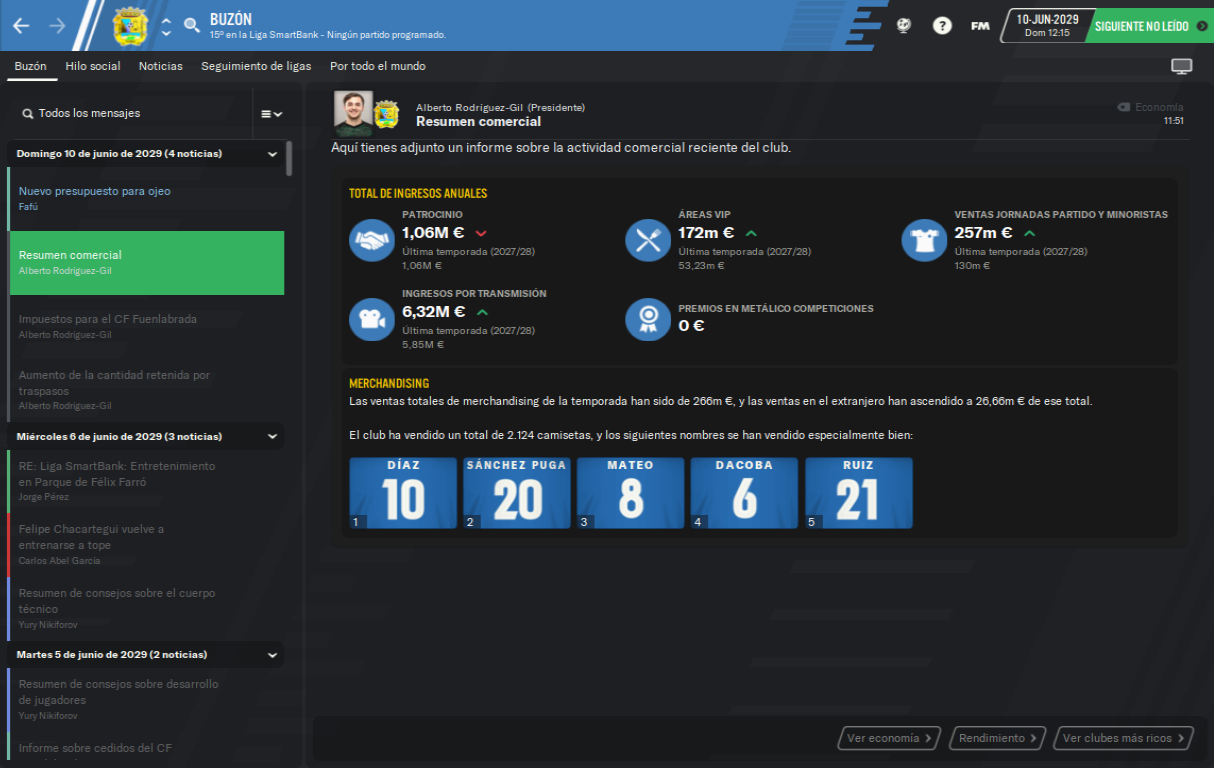 BUZÓN
15º en la Liga SmartBank - Ningún partido programado.
?
FM
10-JUN-2029
Dom 12:15
SIGUIENTE NO LEÍDO
Buzón
Hilo social
Noticias
Seguimiento de ligas
Por todo el mundo
Todos los mensajes
Domingo 10 de junio de 2029 (4 noticias)
Nuevo presupuesto para ojeo
Fafú
Resumen comercial
Alberto Rodríguez-Gil
Impuestos para el CF Fuenlabrada
Alberto Rodríguez-Gil
Aumento de la cantidad retenida por
traspasos
Alberto Rodríguez-Gil
Miércoles 6 de junio de 2029 (3 noticias)
RE: Liga SmartBank: Entretenimiento
en Parque de Félix Farró
Jorge Pérez
Felipe Chacartegui vuelve a
entrenarse a tope
Carlos Abel García
Resumen de consejos sobre el cuerpo
técnico
Yury Nikiforov
Martes 5 de junio de 2029 (2 noticias)
Resumen de consejos sobre desarrollo
de jugadores
Yury Nikiforov
Informe sobre cedidos del CF
Alberto Rodríguez-Gil (Presidente)
Resumen comercial
Economía
11:51
Aquí tienes adjunto un informe sobre la actividad comercial reciente del club.
TOTAL DE INGRESOS ANUALES
PATROCINIO
1,06M €
Última temporada (2027/28)
1,06M €
ÁREAS VIP
172m €
Última temporada (2027/28)
53,23m €
VENTAS JORNADAS PARTIDO Y MINORISTAS
257m €
Última temporada (2027/28)
130m €
INGRESOS POR TRANSMISIÓN
6,32M €
Última temporada (2027/28)
5,85M €
PREMIOS EN METÁLICO COMPETICIONES
0 €
MERCHANDISING
Las ventas totales de merchandising de la temporada han sido de 266m €, y las ventas en el extranjero han ascendido a 26,66m € de ese total.
El club ha vendido un total de 2.124 camisetas, y los siguientes nombres se han vendido especialmente bien:
DÍAZ
10
1
SÁNCHEZ PUGA
20
2
MATEO
8
3
DACOBA
6
4
RUIZ
21
5
Ver economía
Rendimiento
Ver clubes más ricos